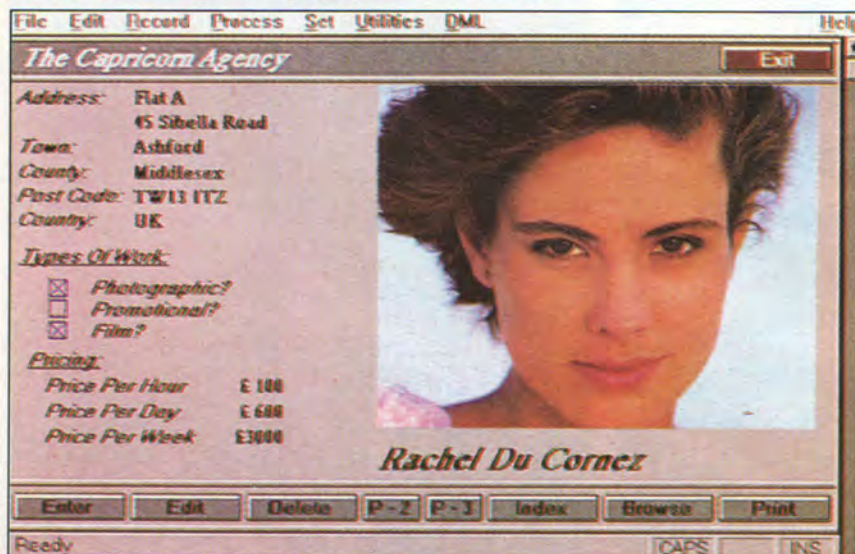 File Edit Record Process Set Utilities DML Help
The Capricorn Agency Exit
Address: Flat A
45 Sibella Road
Town: Ashford
County: Middlesex
Post Code: TW13 1TZ
Country: UK
Types Of Work:
Photographic?
Promotional?
Film?
Pricing:
Price Per Hour £ 100
Price Per Day £ 600
Price Per Week £3000
Rachel Du Cornez
Enter Edit Delete P - 2 P - 3 Index Browse Print
Ready CAPS INS